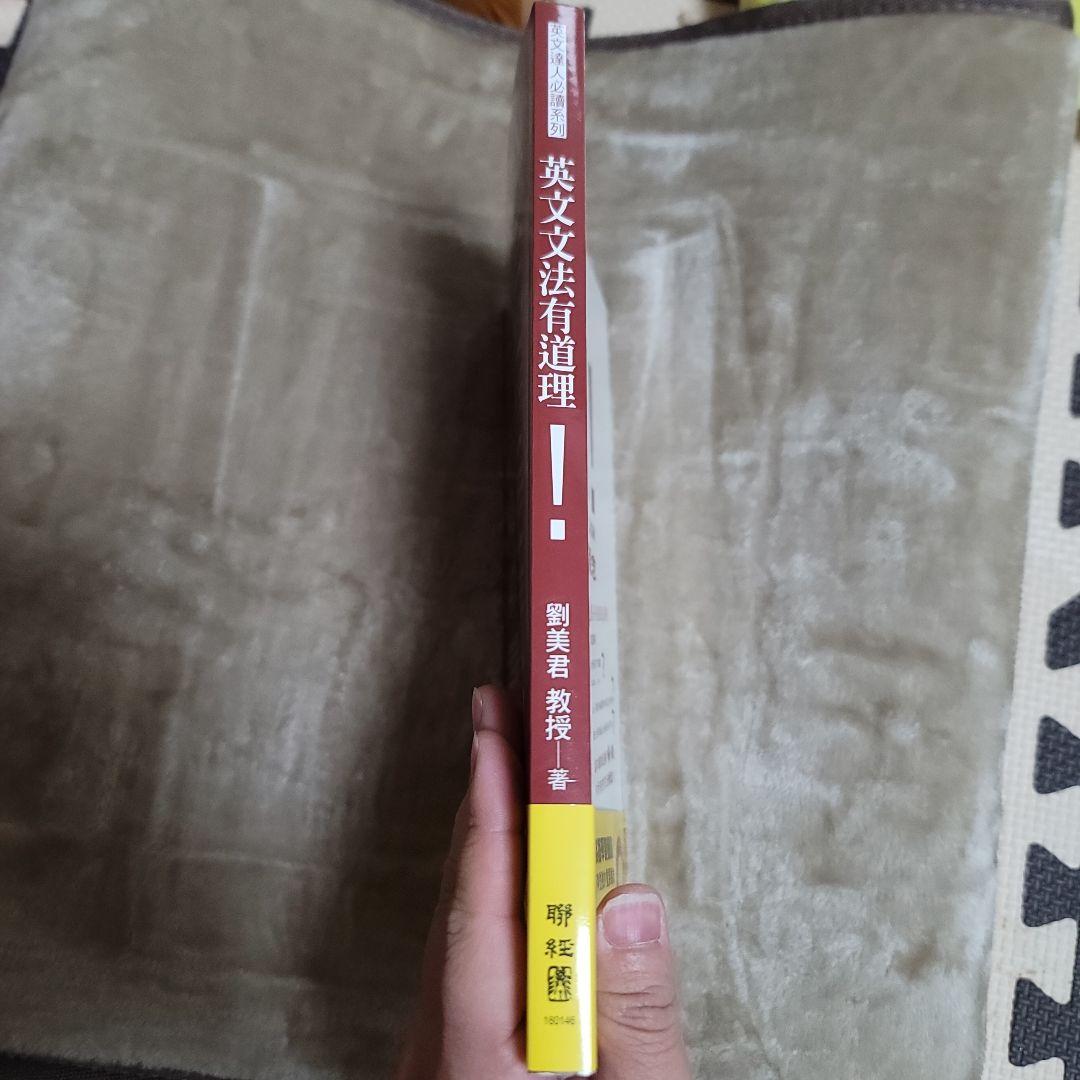 英文達人必讀系列
英文文法有道理!
劉美君 教授—著
聯經
160146